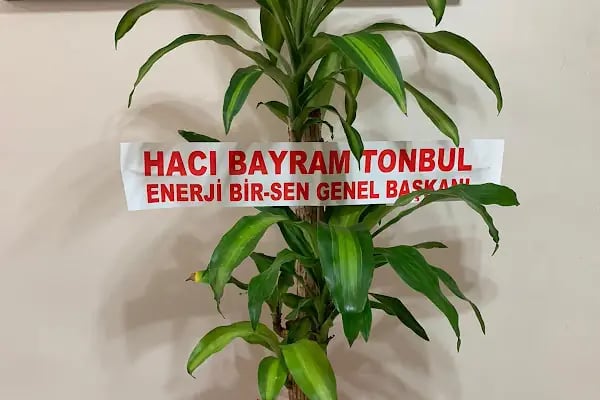 HACI BAYRAM TONBUL
ENERJİ BİR-SEN GENEL BAŞKANI